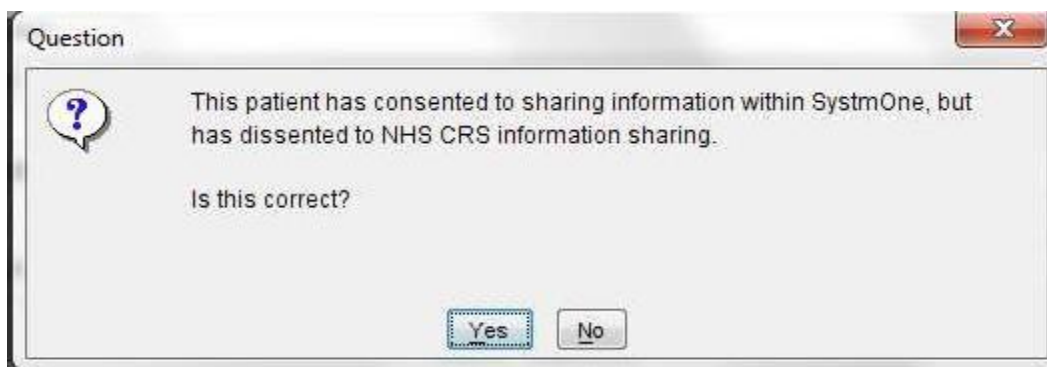 Question
This patient has consented to sharing information within SystmOne, but
has dissented to NHS CRS information sharing.
Is this correct?
Yes No